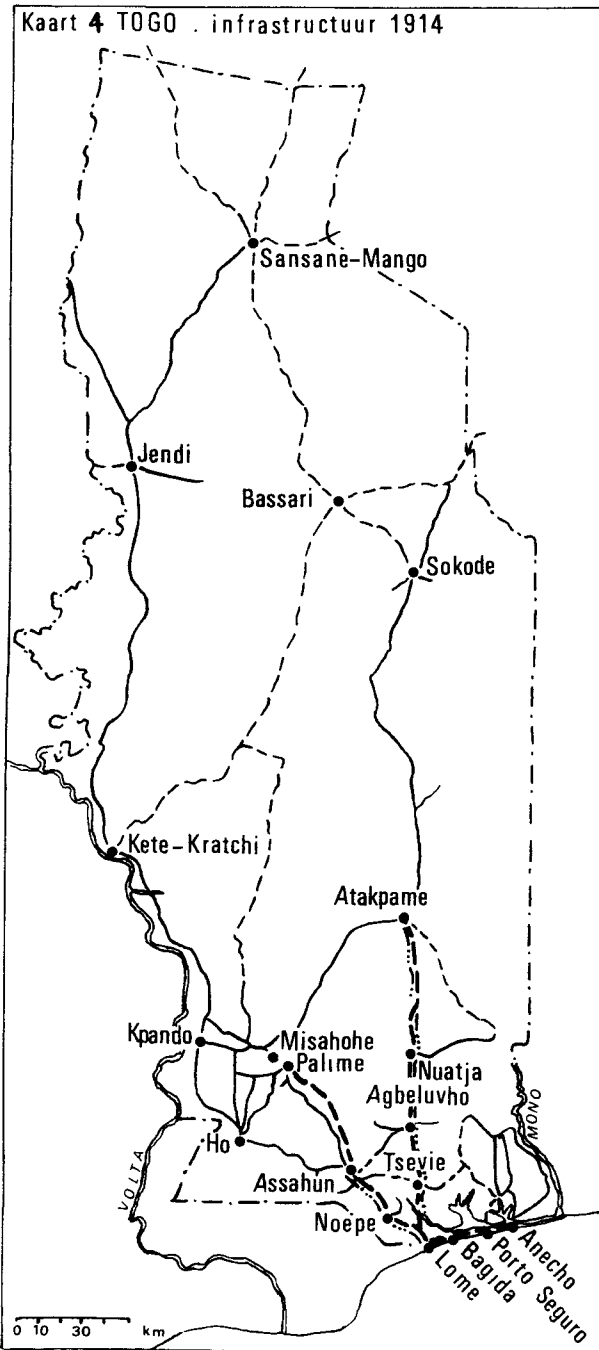 Kaart 4 TOGO . infrastructuur 1914
Sansane-Mango
Jendi
Bassari
Sokode
Kete-Kratchi
Atakpame
Kpando
Misahohe
Palime
Nuatja
Agbeluvho
MONO
Ho
Tsevie
Assahun
VOLTA
Noepe
Anecho
Porto Seguro
Bagida
Lome
0 10 30 km